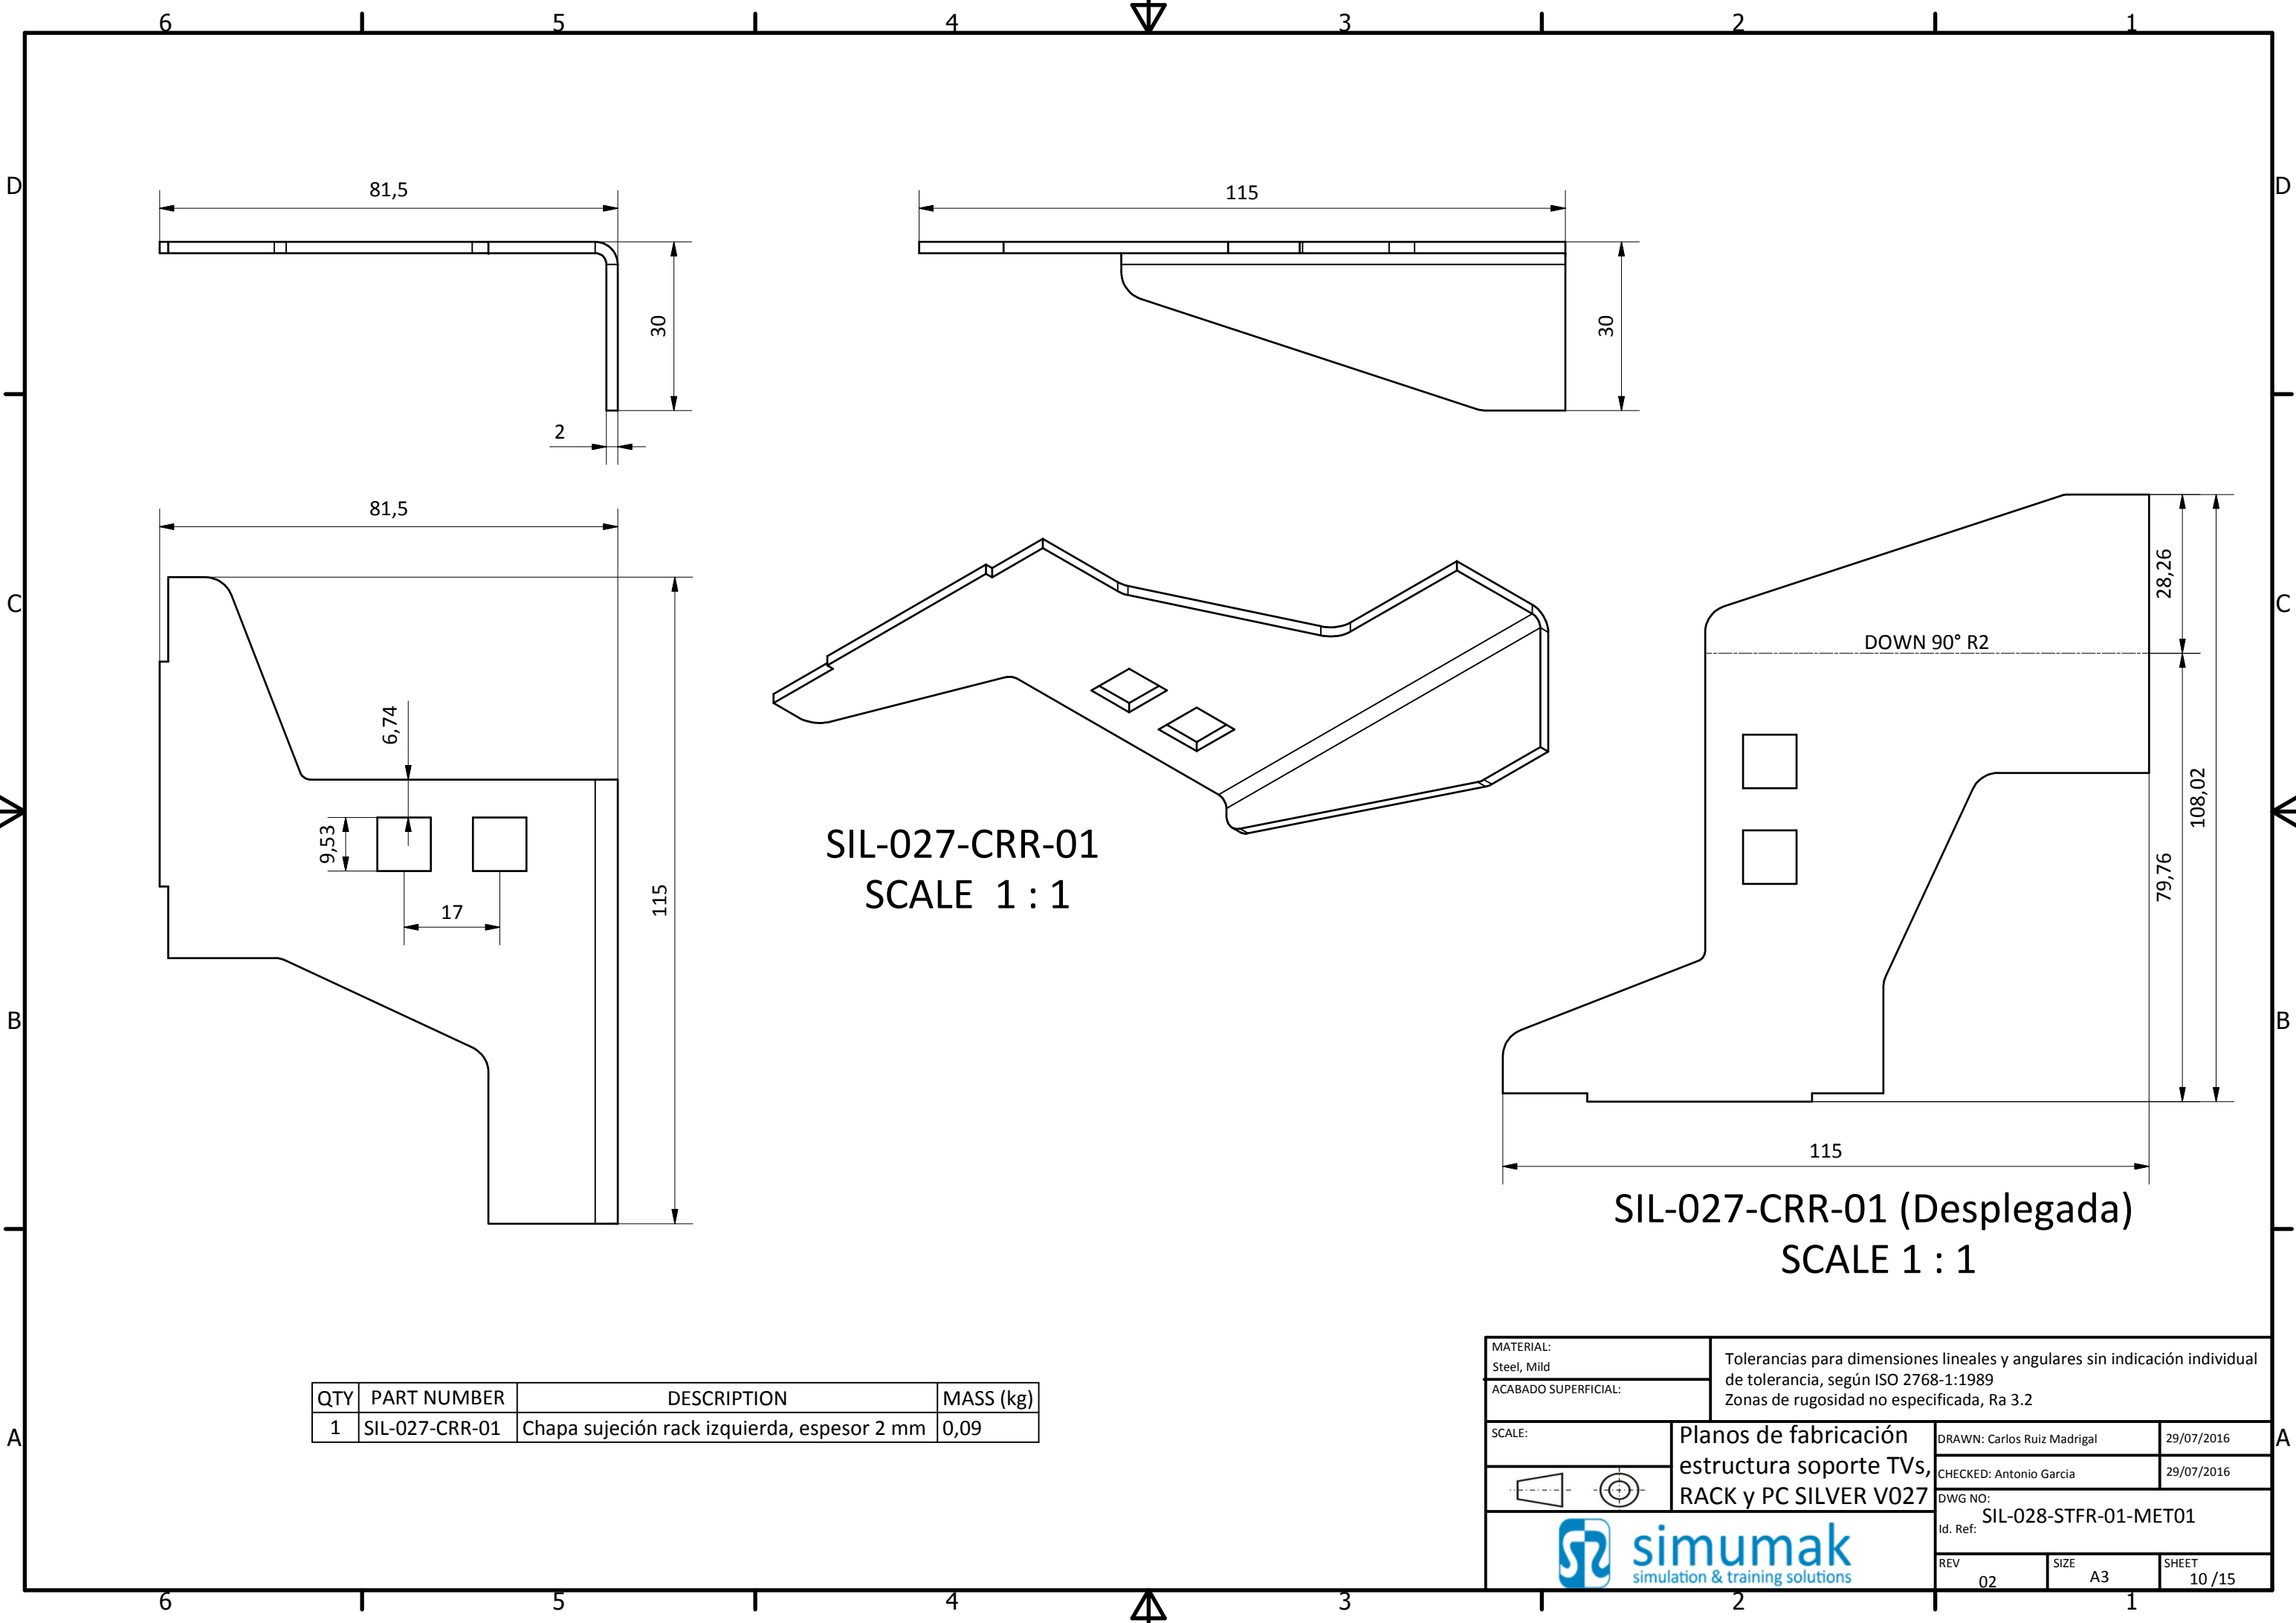 6 5 4 3 2 1
D D
81,5
115
30
30
2
81,5
28,26
C C
DOWN 90° R2
6,74
108,02
9,53
SIL-027-CRR-01
SCALE 1 : 1
79,76
115
17
B B
115
SIL-027-CRR-01 (Desplegada)
SCALE 1 : 1
QTY PART NUMBER DESCRIPTION MASS (kg)
1 SIL-027-CRR-01 Chapa sujeción rack izquierda, espesor 2 mm 0,09
MATERIAL:
Steel, Mild
ACABADO SUPERFICIAL:
Tolerancias para dimensiones lineales y angulares sin indicación individual
de tolerancia, según ISO 2768-1:1989
Zonas de rugosidad no especificada, Ra 3.2
SCALE:
Planos de fabricación
estructura soporte TVs,
RACK y PC SILVER V027
DRAWN: Carlos Ruiz Madrigal 29/07/2016
CHECKED: Antonio Garcia 29/07/2016
DWG NO:
SIL-028-STFR-01-MET01
Id. Ref:
simumak
simulation & training solutions
REV
02
SIZE
A3
SHEET
10 /15
A A
6 5 4 3 2 1